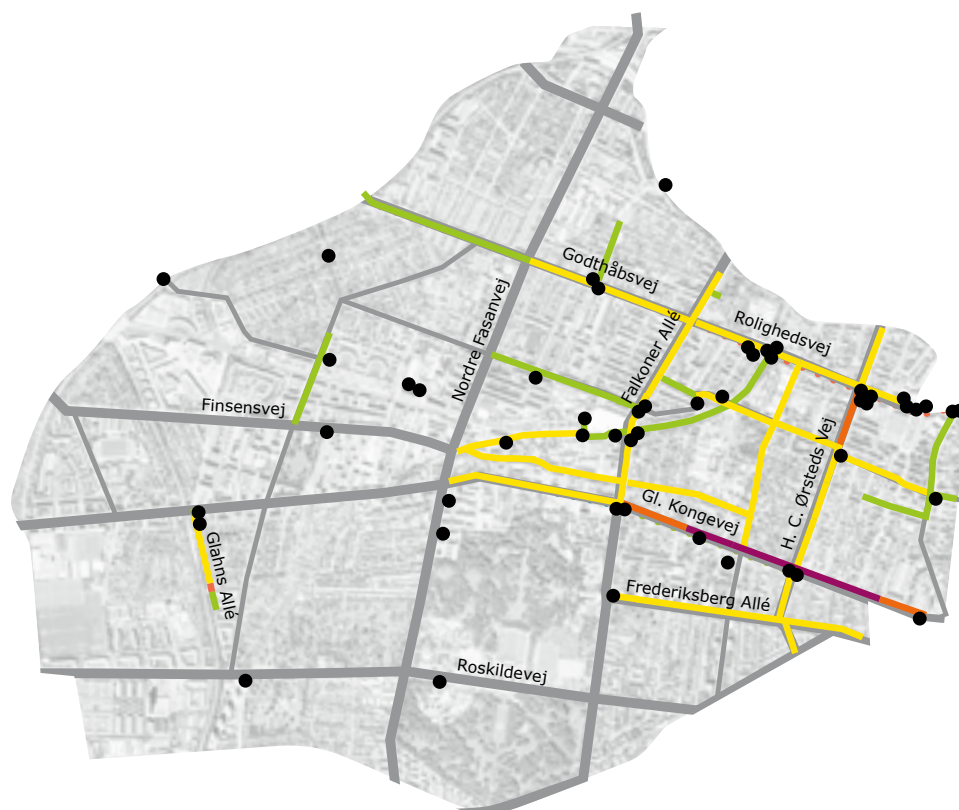 Godthåbsvej
Rolighedsvej
Nordre Fasanvej
Falkoner Allé
Finsensvej
H. C. Ørsteds Vej
Gl. Kongevej
Glahns Allé
Frederiksberg Allé
Roskildevej